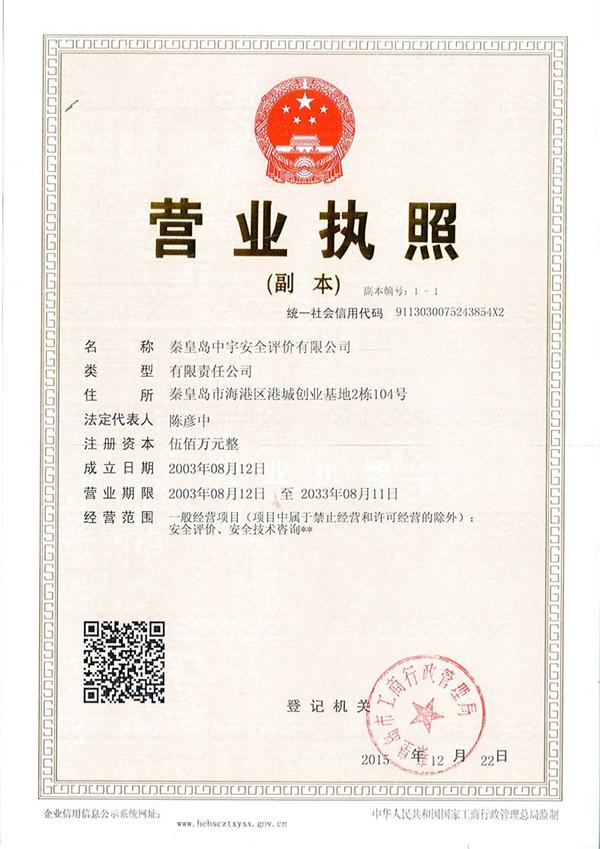 营业执照
(副 本) 副本编号: 1 - 1
统一社会信用代码 9113030075243854X2
名 称 秦皇岛中宇安全评价有限公司
类 型 有限责任公司
住 所 秦皇岛市海港区港城创业基地2栋104号
法定代表人 陈彦中
注册资本 伍佰万元整
成立日期 2003年08月12日
营业期限 2003年08月12日 至 2033年08月11日
经营范围 一般经营项目（项目中属于禁止经营和许可经营的除外）:
安全评价、安全技术咨询**
登记机关
秦皇岛市工商行政管理局
2015 年 12 月 22日
企业信用信息公示系统网址:
www.hebscztxyxx.gov.cn
中华人民共和国国家工商行政管理总局监制